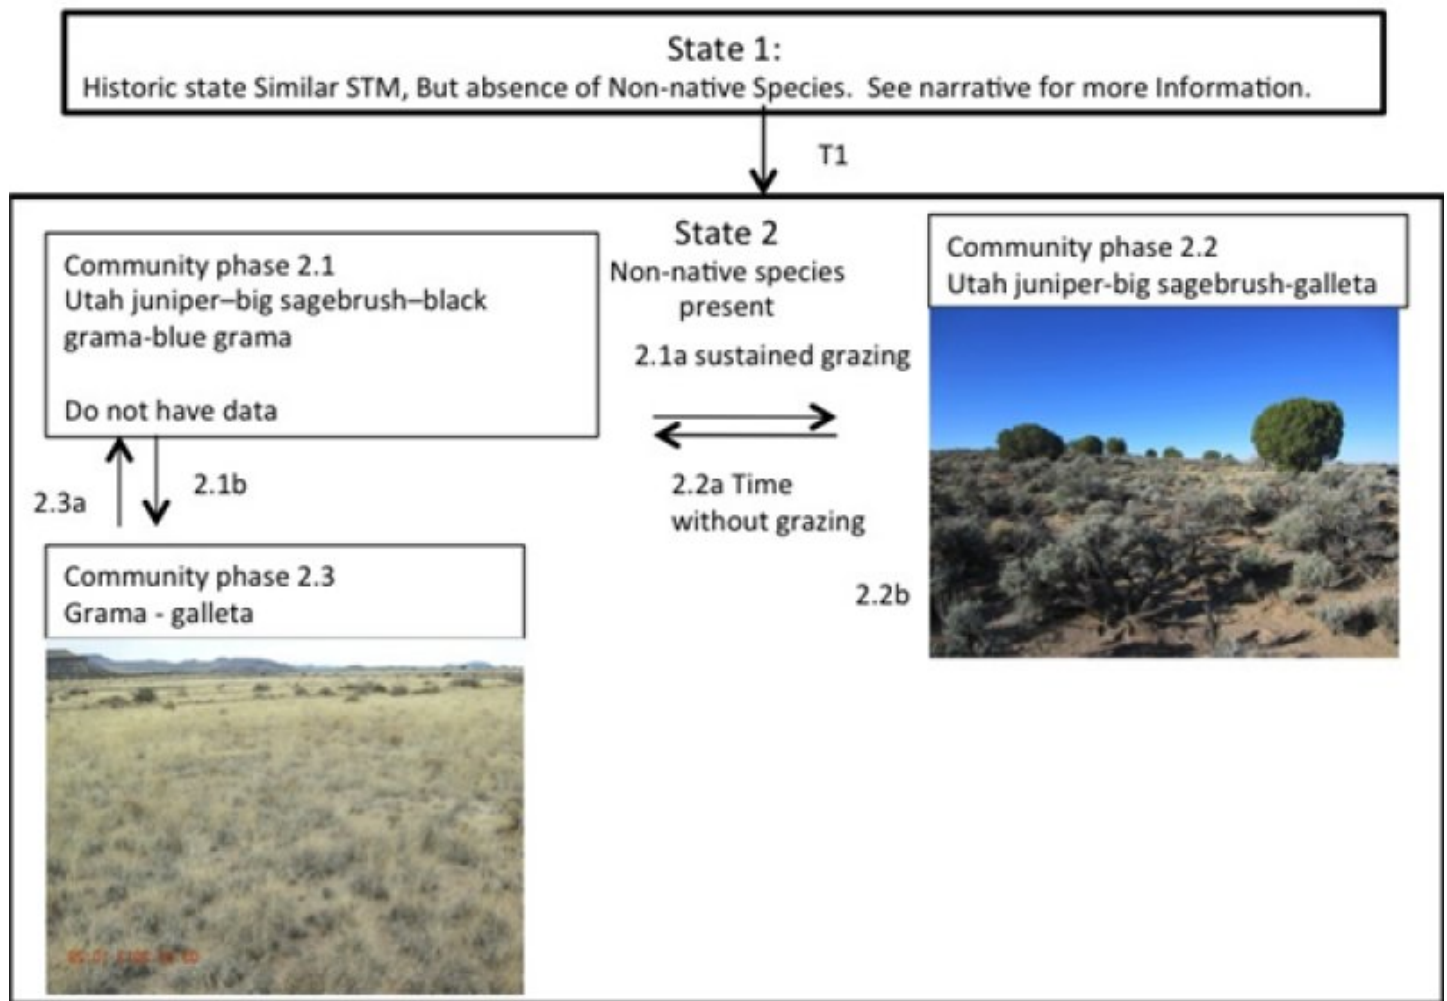 State 1:
Historic state Similar STM, But absence of Non-native Species. See narrative for more Information.
T1
State 2
Non-native species
present
Community phase 2.1
Utah juniper–big sagebrush–black
grama-blue grama
Do not have data
2.1a sustained grazing
2.2a Time
without grazing
Community phase 2.2
Utah juniper-big sagebrush-galleta
2.3a
2.1b
2.2b
Community phase 2.3
Grama - galleta